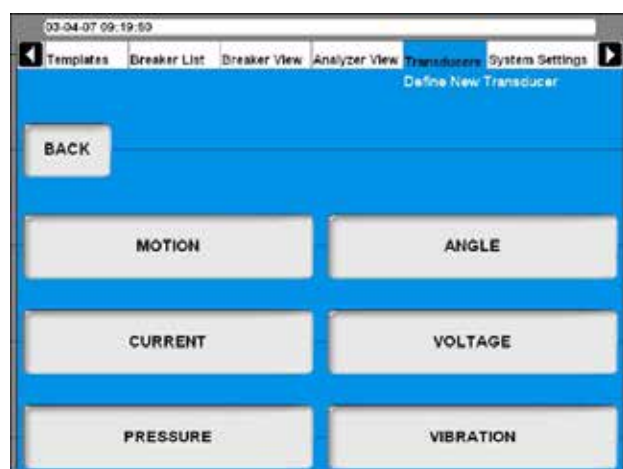 03-04-07 09:19:50
Templates Breaker List Breaker View Analyzer View Transducers System Settings
Define New Transducer
BACK
MOTION ANGLE
CURRENT VOLTAGE
PRESSURE VIBRATION